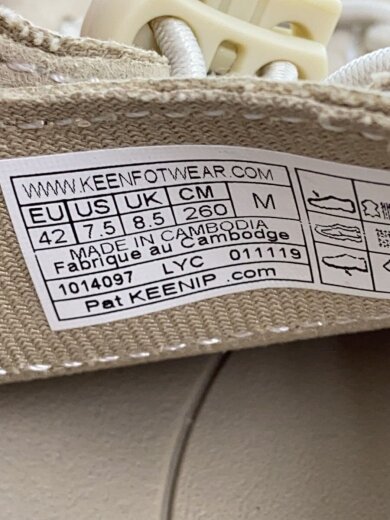 WWW.KEENFOTWEAR.COM
EU US UK CM M
42 7.5 8.5 260
MADE IN CAMBODIA
Fabrique au Cambodge
1014097 LYC 011119
Pat KEENIP .com